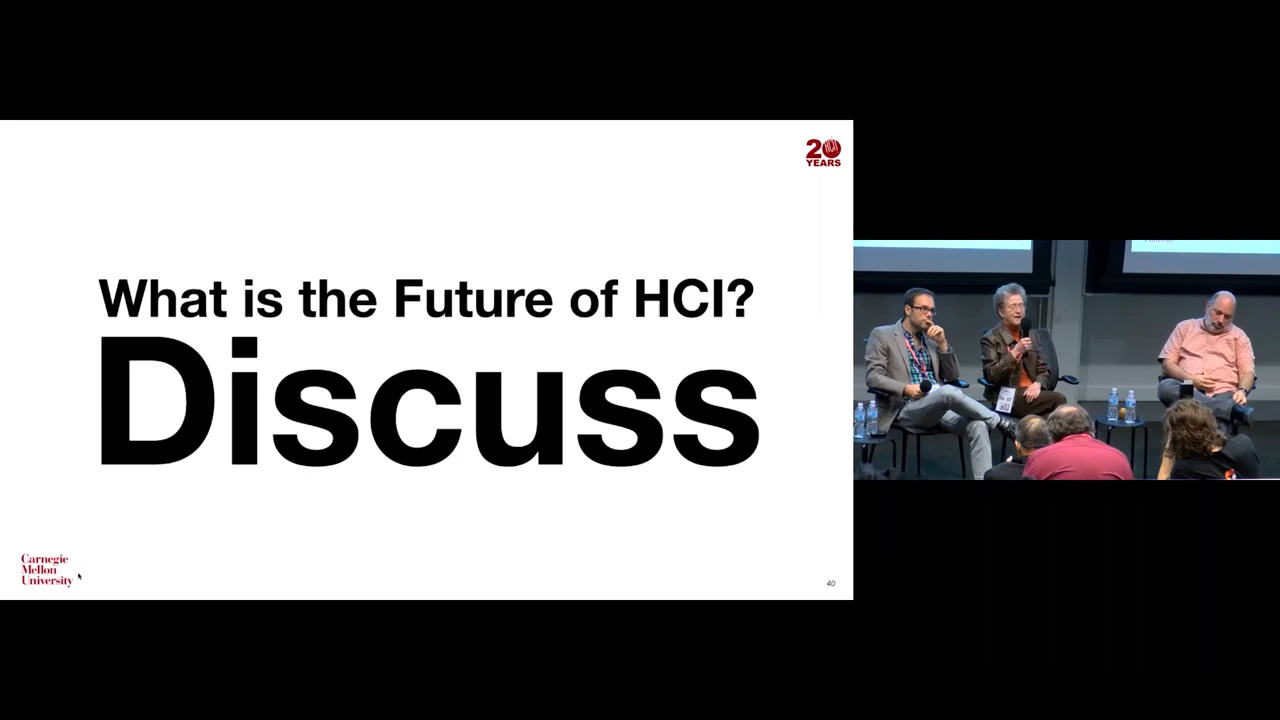 20
YEARS
What is the Future of HCI?
Discuss
Carnegie
Mellon
University
40